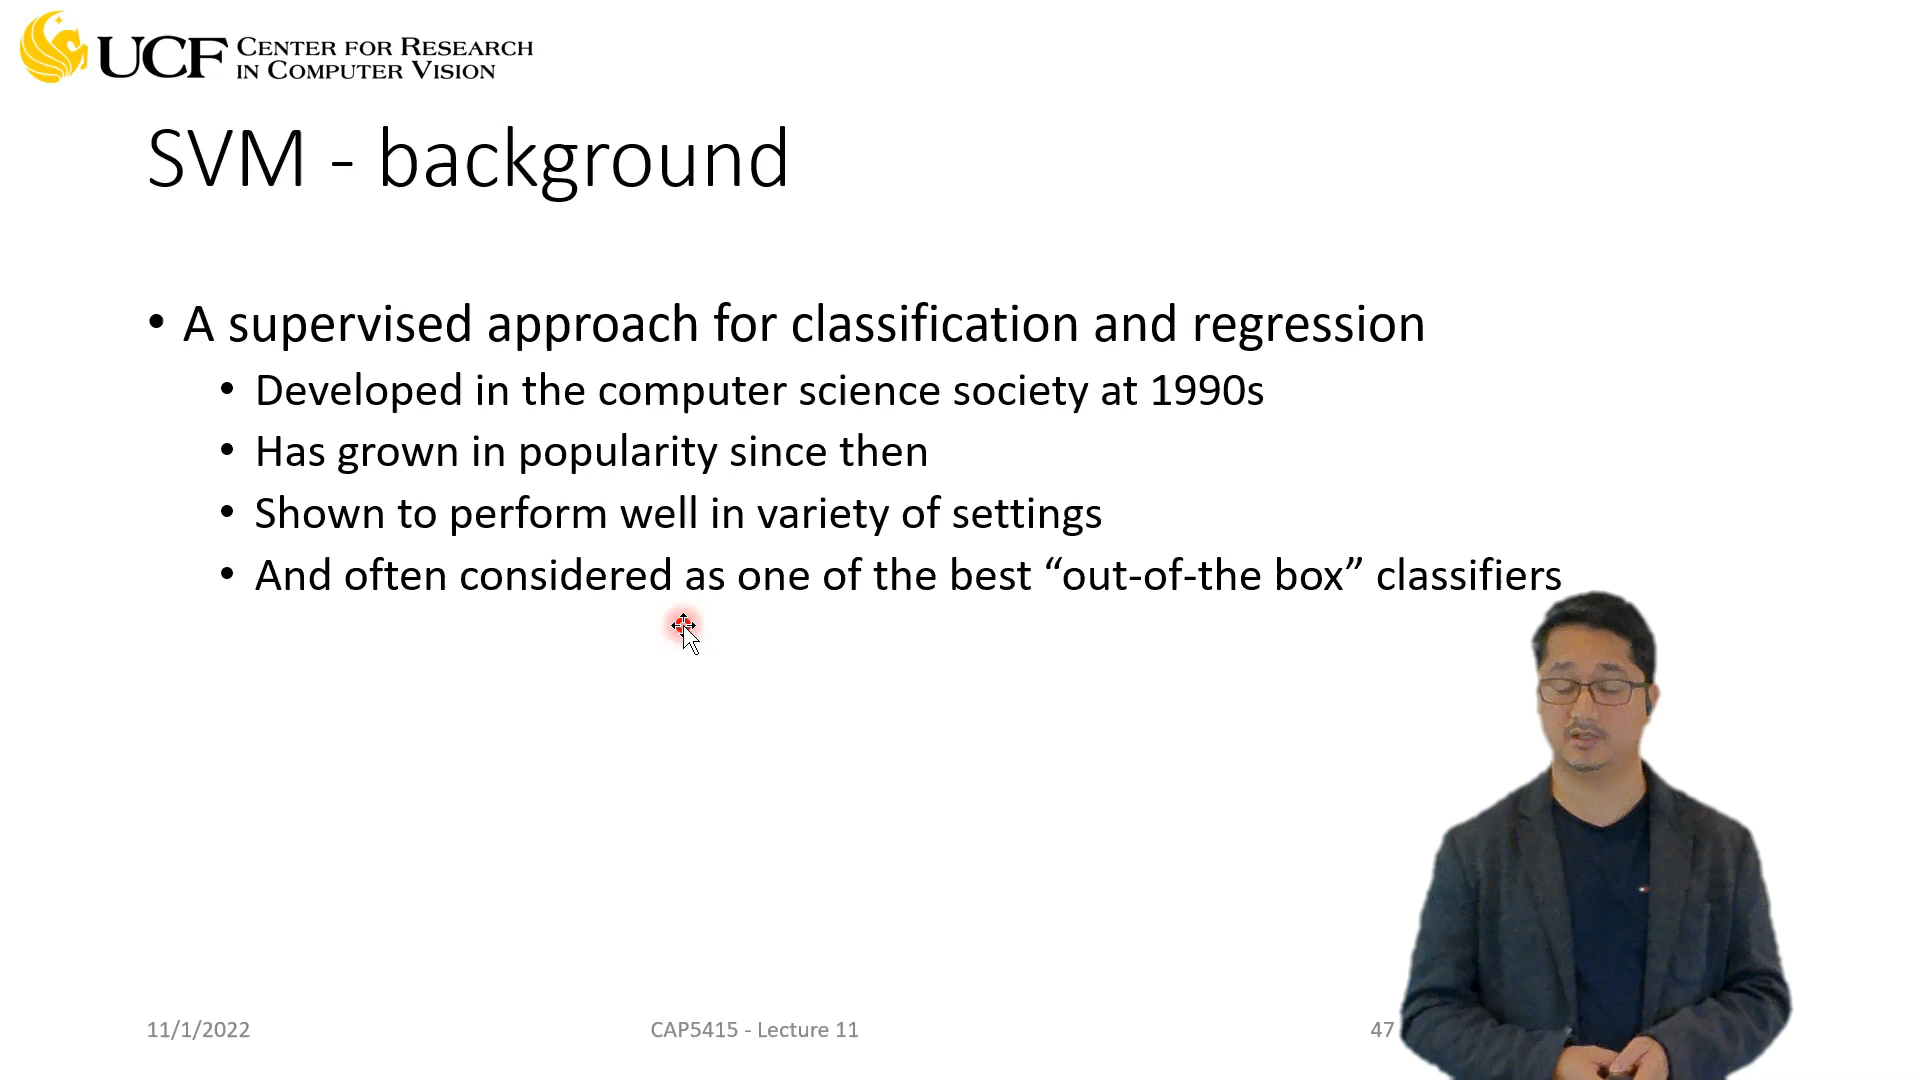 UCF CENTER FOR RESEARCH
IN COMPUTER VISION
SVM - background
• A supervised approach for classification and regression
• Developed in the computer science society at 1990s
• Has grown in popularity since then
• Shown to perform well in variety of settings
• And often considered as one of the best “out-of-the box” classifiers
11/1/2022
CAP5415 - Lecture 11
47